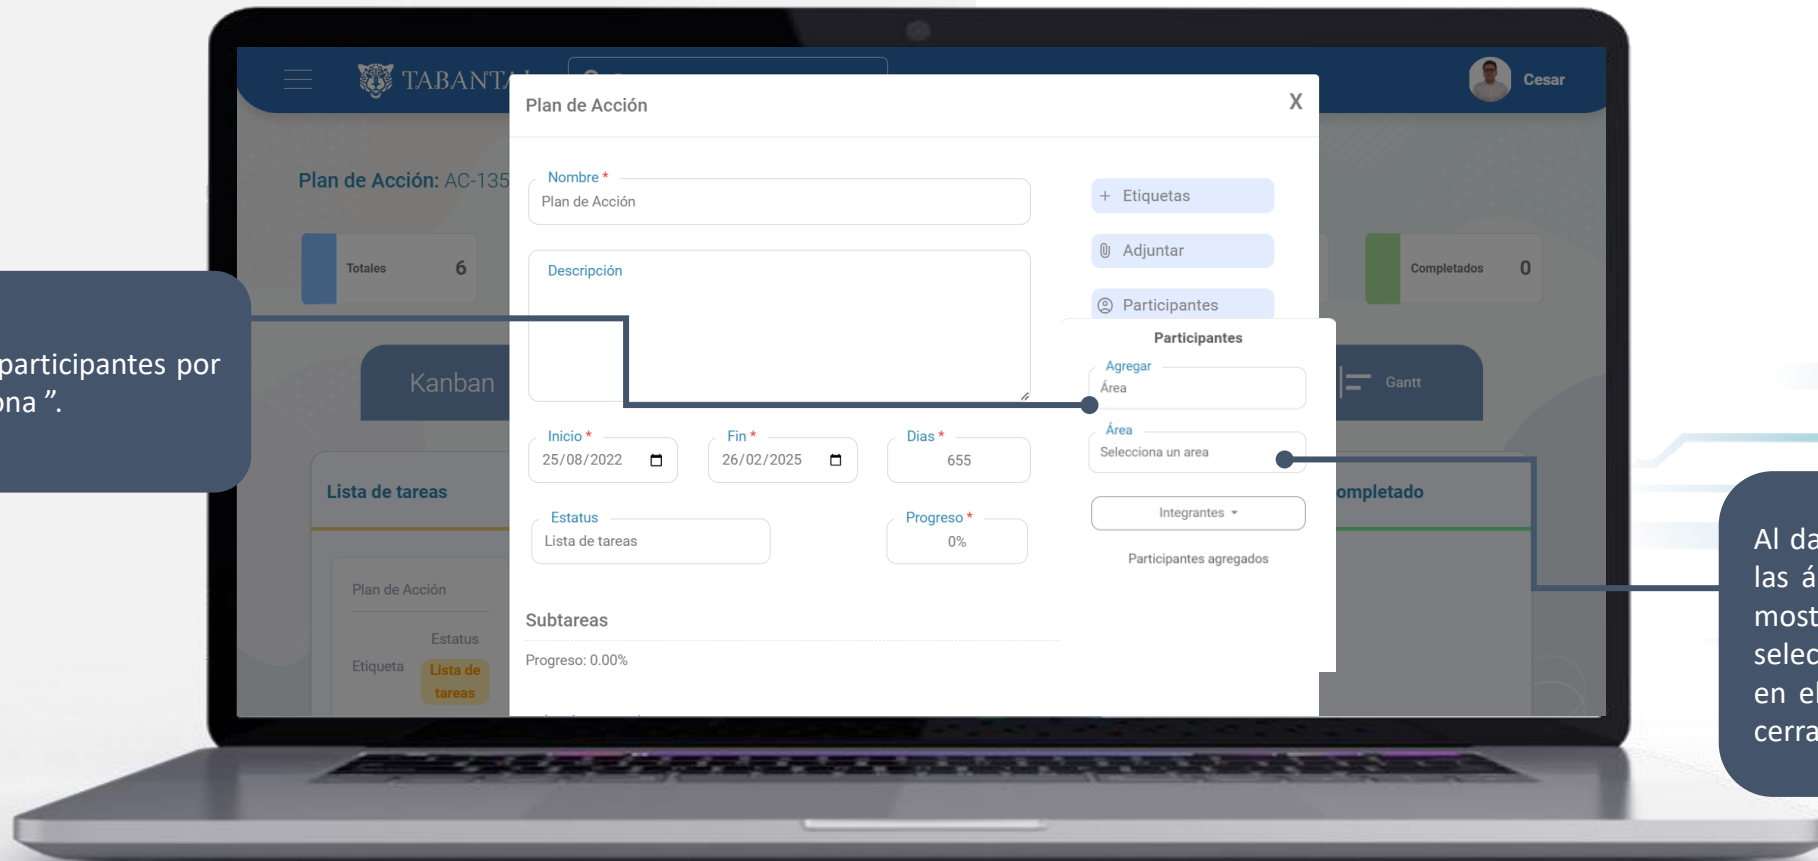 TABANTA
Cesar
Plan de Acción
X
Plan de Acción: AC-135
Nombre *
Plan de Acción
+ Etiquetas
Adjuntar
Participantes
Totales 6
Completados 0
Descripción
participantes por
”.
Participantes
Agregar
Área
Kanban
Gantt
Inicio *
25/08/2022
Fin *
26/02/2025
Dias *
655
Área
Selecciona un area
Lista de tareas
Integrantes
Estatus
Lista de tareas
Progreso *
0%
Participantes agregados
Plan de Acción
Estatus
Etiqueta
Lista de
tareas
Subtareas
Progreso: 0.00%
ompletado
Al da
las á
most
selec
en el
cerra